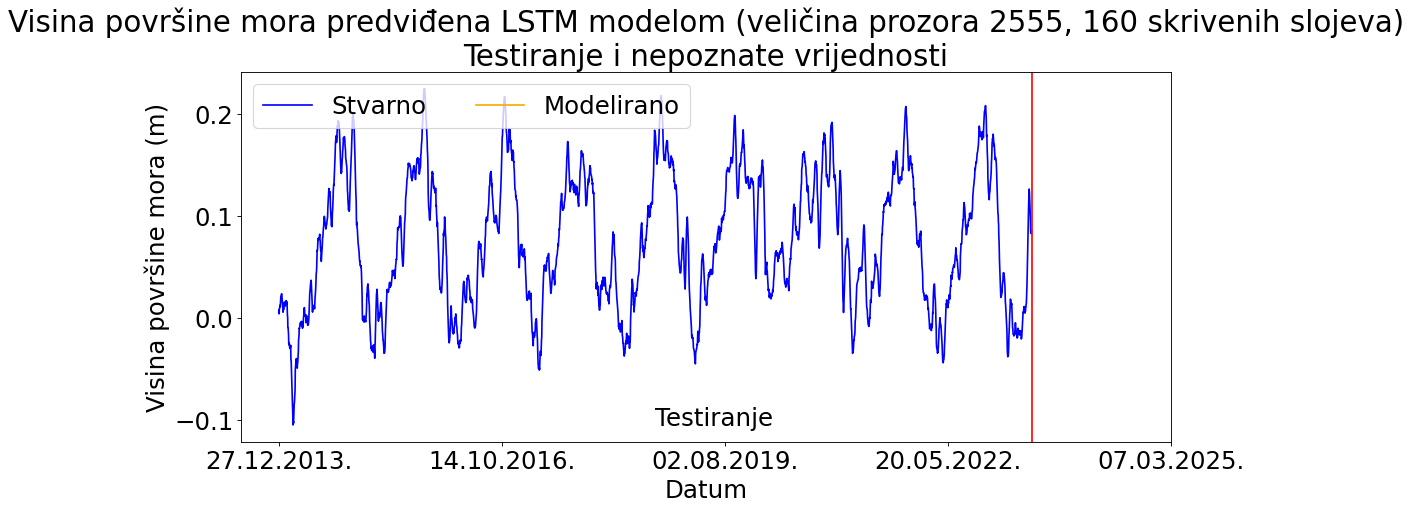 Visina površine mora predviđena LSTM modelom (veličina prozora 2555, 160 skrivenih slojeva)
Testiranje i nepoznate vrijednosti
Stvarno
Modelirano
Visina površine mora (m)
0.2
0.1
0.0
−0.1
Testiranje
27.12.2013.
14.10.2016.
02.08.2019.
20.05.2022.
07.03.2025.
Datum